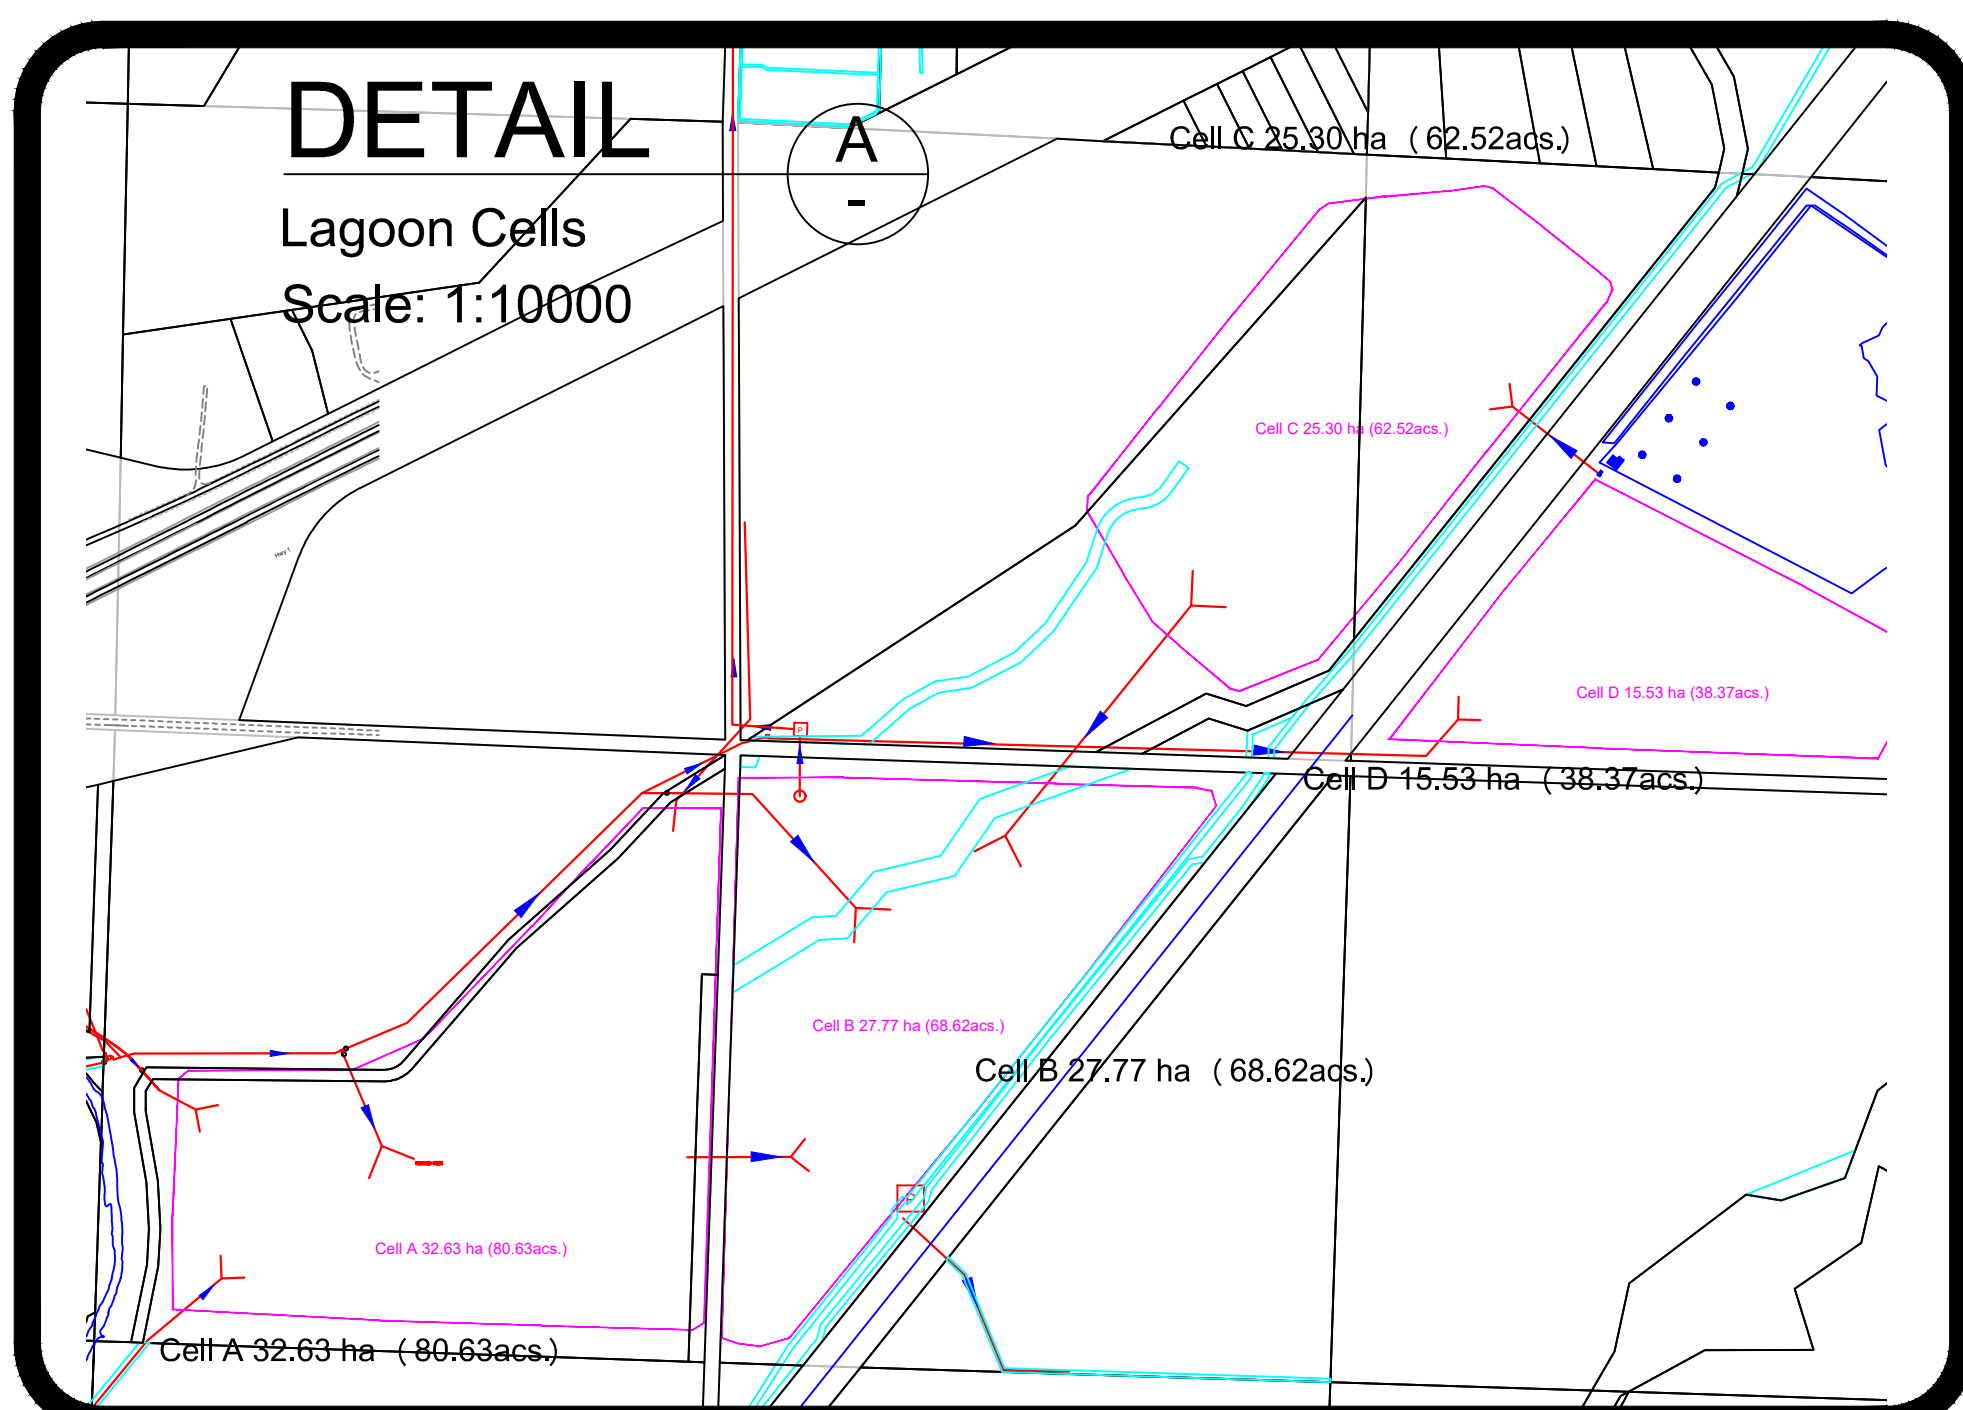 DETAIL
A
-
Lagoon Cells
Scale: 1:10000
Cell C 25.30 ha (62.52acs.)
Cell C 25.30 ha (62.52acs.)
Hwy 1
Cell D 15.53 ha (38.37acs.)
P
Cell D 15.53 ha (38.37acs.)
Cell B 27.77 ha (68.62acs.)
Cell B 27.77 ha (68.62acs.)
P
Cell A 32.63 ha (80.63acs.)
Cell A 32.63 ha (80.63acs.)